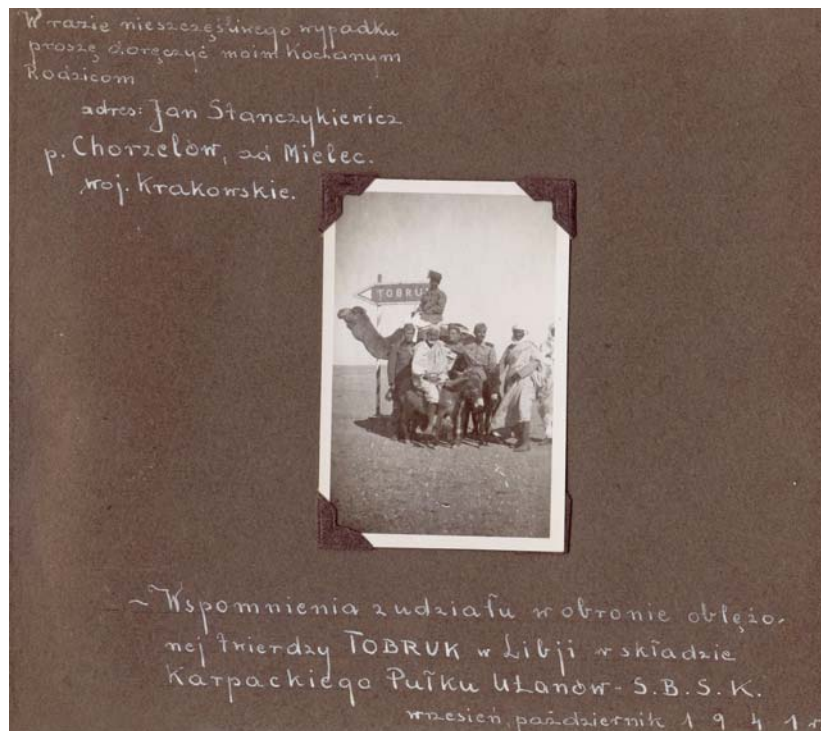 W razie nieszczęśliwego wypadku
proszę doręczyć moim Kochanym
Rodzicom
adres: Jan Stanczykiewicz
p. Chorzelów, ad Mielec.
woj. Krakowskie.
TOBRUK
~ Wspomnienia z udziału w obronie oblężo-
nej twierdzy TOBRUK w Libji w składzie
Karpackiego Pułku Ułanów - S.B.S.K.
wrzesień, październik 1941 r